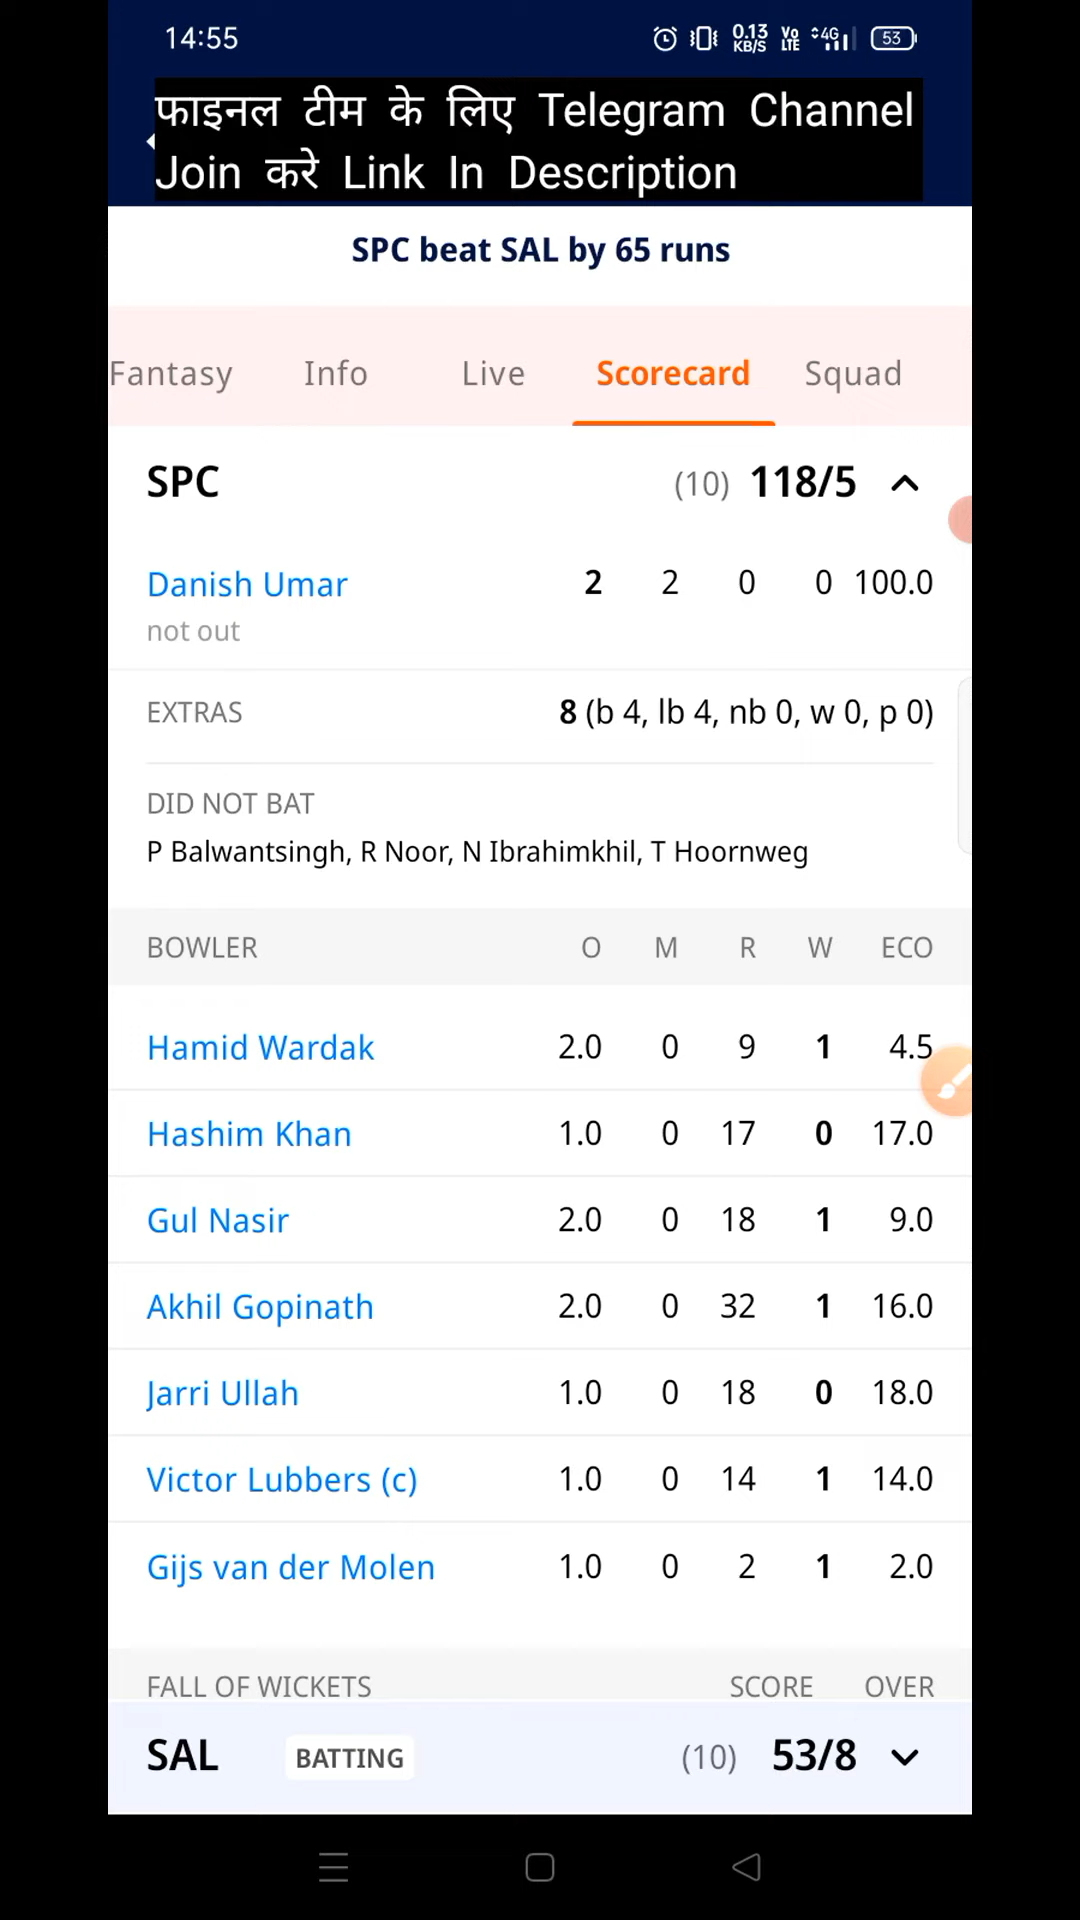 14:55 0.13 KB/S Vo LTE 4G 53
फाइनल टीम के लिए Telegram Channel
Join करे Link In Description
SPC beat SAL by 65 runs
Fantasy Info Live Scorecard Squad
SPC (10) 118/5
Danish Umar 2 2 0 0 100.0
not out
EXTRAS 8 (b 4, lb 4, nb 0, w 0, p 0)
DID NOT BAT
P Balwantsingh, R Noor, N Ibrahimkhil, T Hoornweg
BOWLER O M R W ECO
Hamid Wardak 2.0 0 9 1 4.5
Hashim Khan 1.0 0 17 0 17.0
Gul Nasir 2.0 0 18 1 9.0
Akhil Gopinath 2.0 0 32 1 16.0
Jarri Ullah 1.0 0 18 0 18.0
Victor Lubbers (c) 1.0 0 14 1 14.0
Gijs van der Molen 1.0 0 2 1 2.0
FALL OF WICKETS SCORE OVER
SAL BATTING (10) 53/8